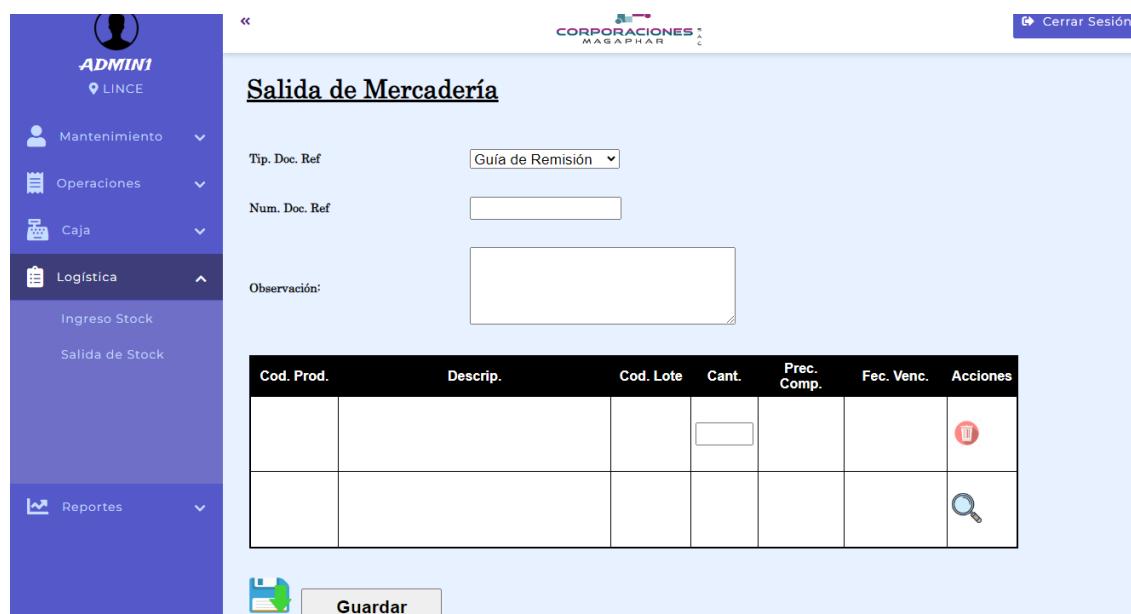 «
CORPORACIONES SAC
MAGAPHAR
Cerrar Sesión
ADMIN1
LINCE
Mantenimiento
Operaciones
Caja
Logística
Ingreso Stock
Salida de Stock
Reportes
Salida de Mercadería
Tip. Doc. Ref
Guía de Remisión
Num. Doc. Ref
Observación:
Cod. Prod. Descrip. Cod. Lote Cant. Prec. Comp. Fec. Venc. Acciones
Guardar